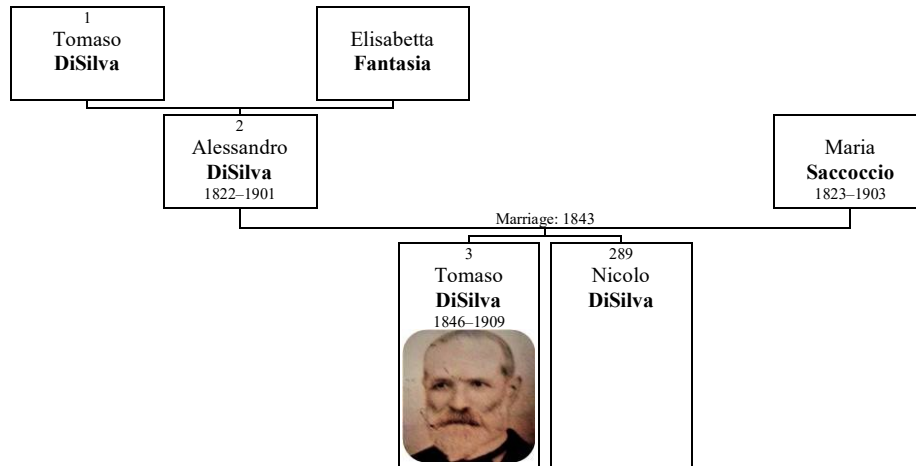 1
Tomaso
DiSilva
Elisabetta
Fantasia
2
Alessandro
DiSilva
1822–1901
Maria
Saccoccio
1823–1903
Marriage: 1843
3
Tomaso
DiSilva
1846–1909
289
Nicolo
DiSilva